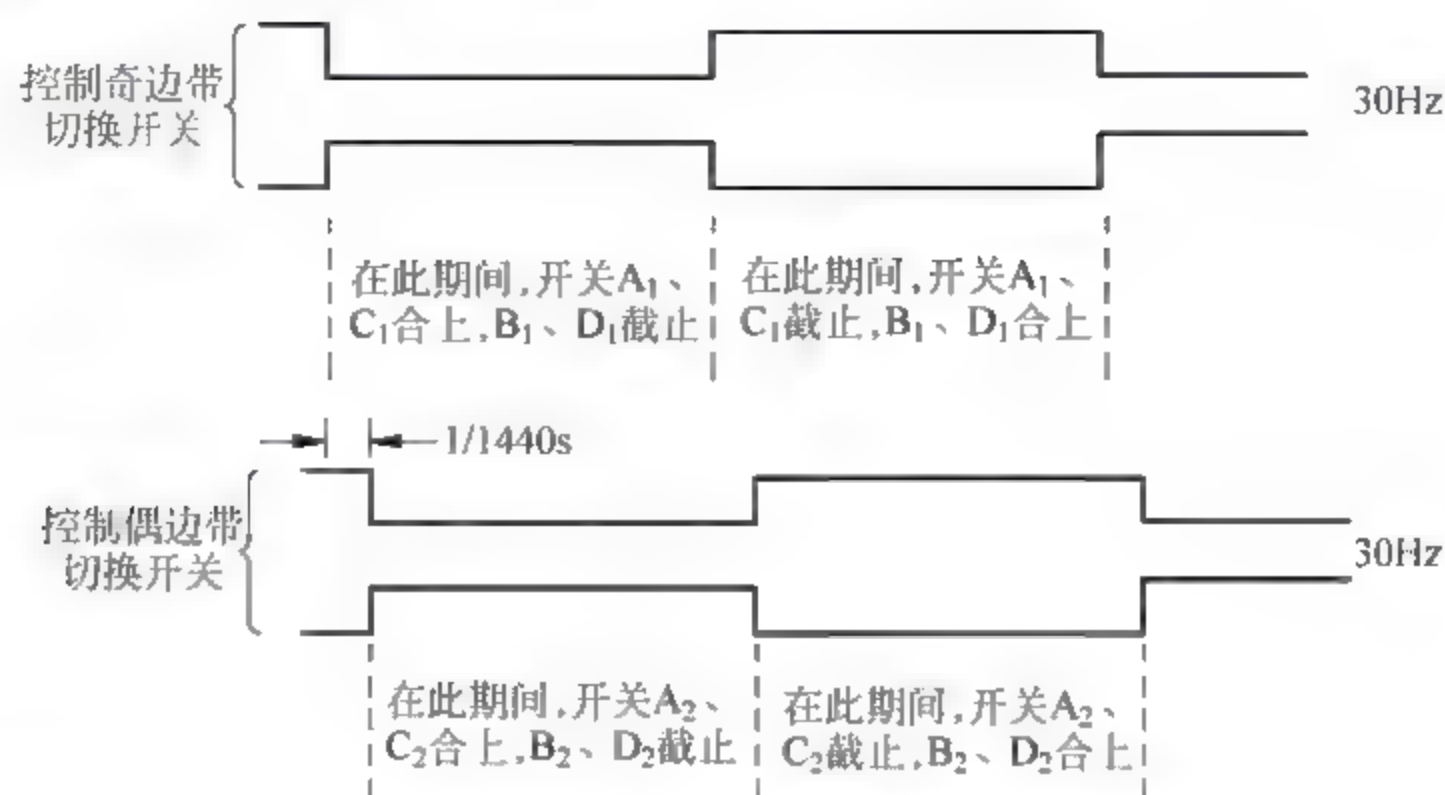 控制奇边带
切换开关
30Hz
在此期间,开关A₁、
C₁合上,B₁、D₁截止
在此期间,开关A₁、
C₁截止,B₁、D₁合上
1/1440s
控制偶边带
切换开关
30Hz
在此期间,开关A₂、
C₂合上,B₂、D₂截止
在此期间,开关A₂、
C₂截止,B₂、D₂合上